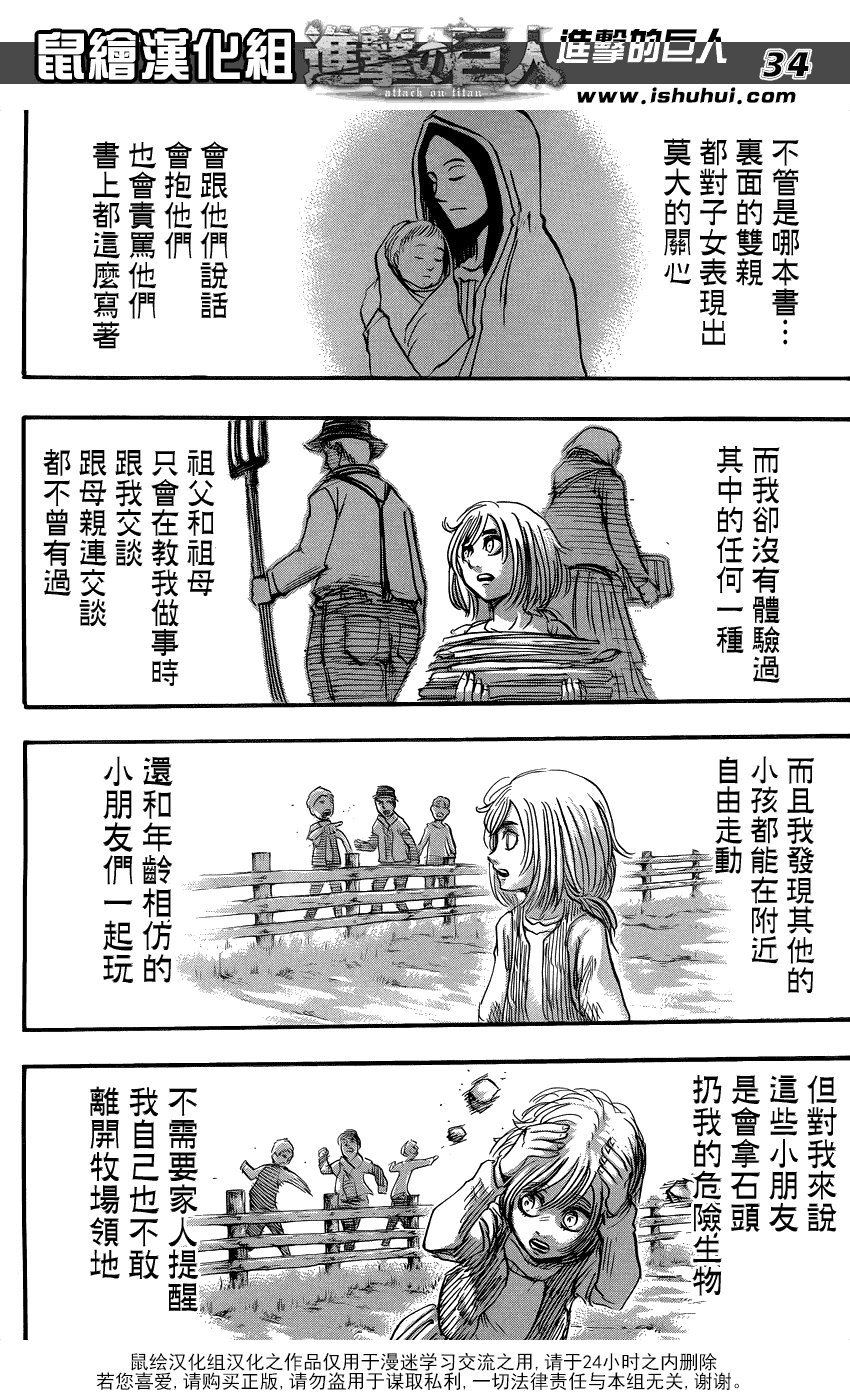 鼠繪漢化組
進撃の巨人
attack on titan
進擊的巨人
34
www.ishuhui.com
不管是哪本書…
裏面的雙親
都對子女表現出
莫大的關心
會跟他們說話
會抱他們
也會責罵他們
書上都這麼寫著
而我卻沒有體驗過
其中的任何一種
祖父和祖母
只會在教我做事時
跟我交談
跟母親連交談
都不曾有過
而且我發現其他的
小孩都能在附近
自由走動
還和年齡相仿的
小朋友們一起玩
但對我來說
這些小朋友
是會拿石頭
扔我的危險生物
不需要家人提醒
我自己也不敢
離開牧場領地
鼠绘汉化组汉化之作品仅用于漫迷学习交流之用,请于24小时之内删除
若您喜爱,请购买正版,请勿盗用于谋取私利,一切法律责任与本组无关,谢谢。